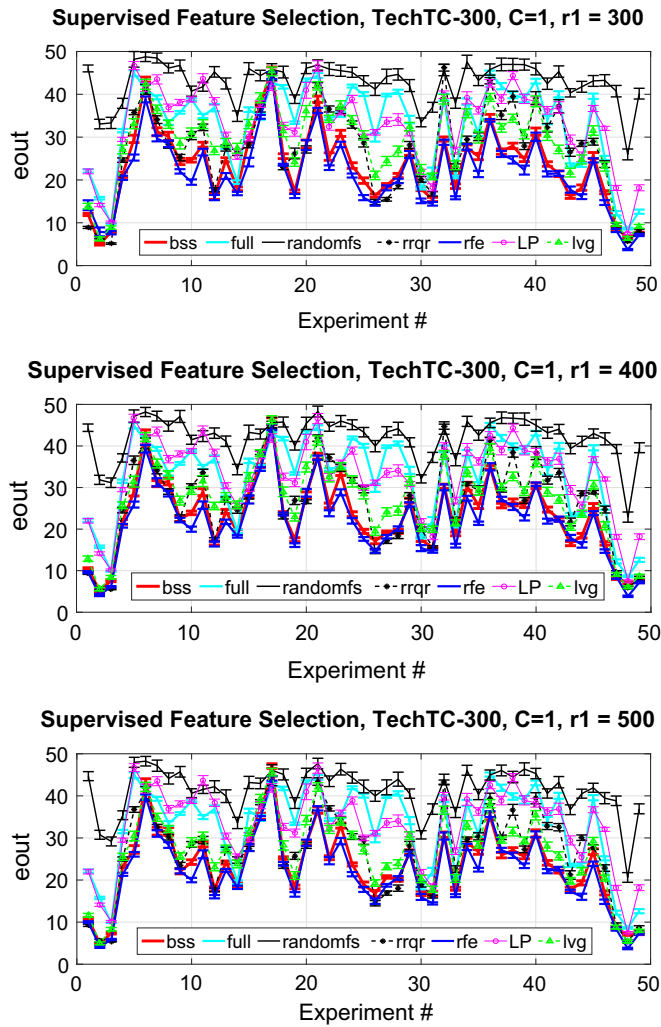 Supervised Feature Selection, TechTC-300, C=1, r1 = 300
50
40
30
20
10
0
eout
bss full randomfs rrqr rfe LP lvg
0 10 20 30 40 50
Experiment #
Supervised Feature Selection, TechTC-300, C=1, r1 = 400
50
40
30
20
10
0
eout
bss full randomfs rrqr rfe LP lvg
0 10 20 30 40 50
Experiment #
Supervised Feature Selection, TechTC-300, C=1, r1 = 500
50
40
30
20
10
0
eout
bss full randomfs rrqr rfe LP lvg
0 10 20 30 40 50
Experiment #